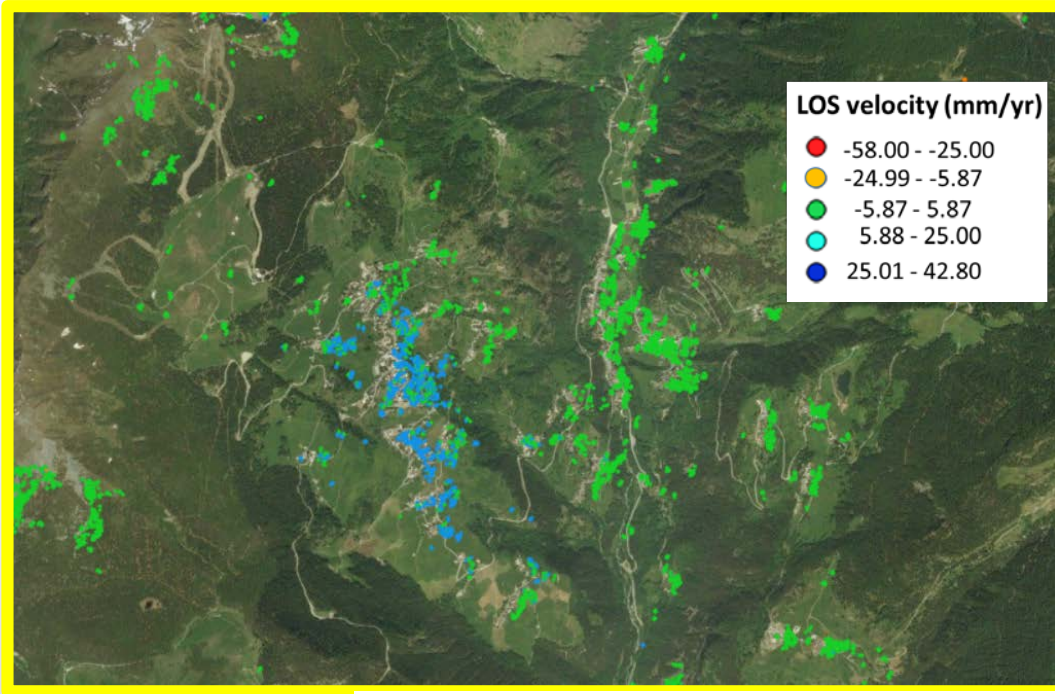 LOS velocity (mm/yr)
-58.00 - -25.00
-24.99 - -5.87
-5.87 - 5.87
5.88 - 25.00
25.01 - 42.80